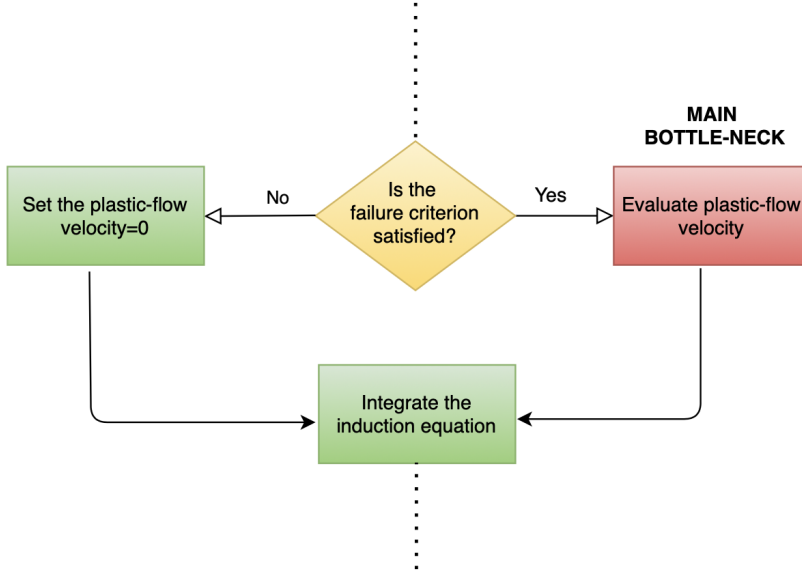 MAIN
BOTTLE-NECK
Set the plastic-flow
velocity=0
No
Is the
failure criterion
satisfied?
Yes
Evaluate plastic-flow
velocity
Integrate the
induction equation